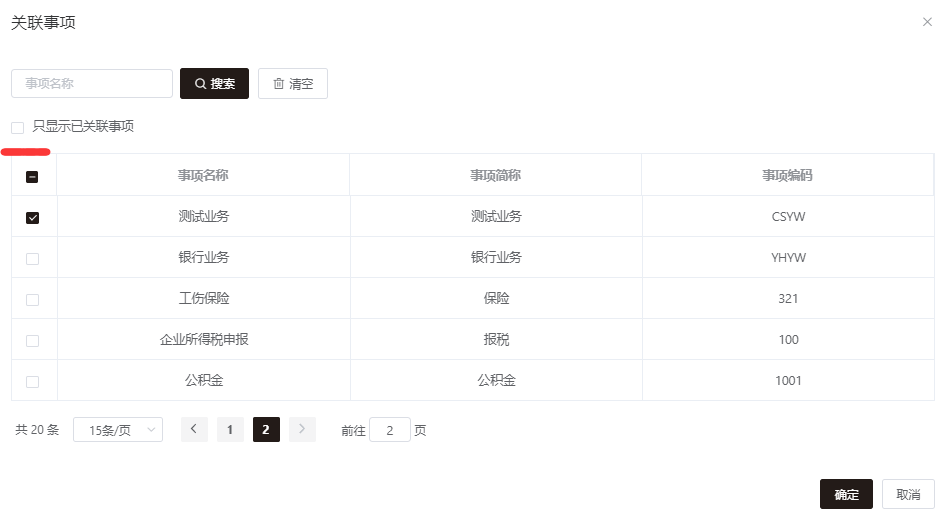 关联事项
事项名称 搜索 清空
只显示已关联事项
事项名称 事项简称 事项编码
测试业务 测试业务 CSYW
银行业务 银行业务 YHYW
工伤保险 保险 321
企业所得税申报 报税 100
公积金 公积金 1001
共 20 条 15条/页 1 2 前往 2 页
确定 取消